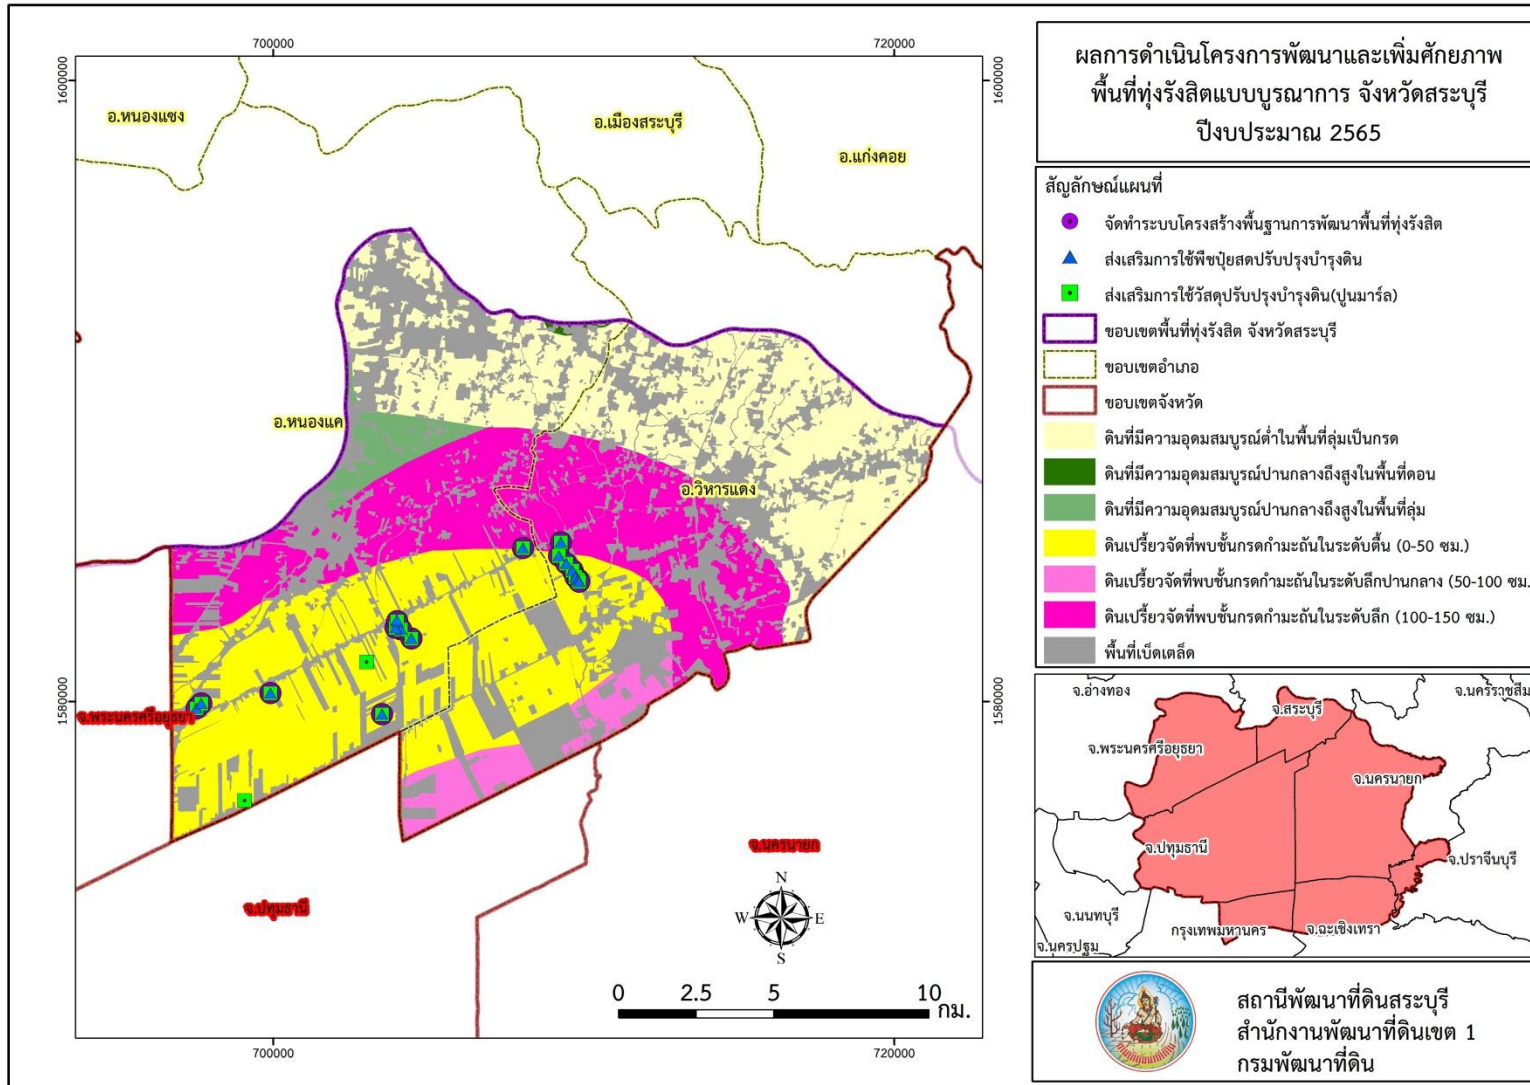 700000
720000
1600000
1600000
อ.หนองแซง
อ.เมืองสระบุรี
อ.แก่งคอย
อ.หนองแค
อ.วิหารแดง
1580000
1580000
จ.พระนครศรีอยุธยา
จ.นครนายก
จ.ปทุมธานี
N
W
E
S
0
2.5
5
10
กม.
700000
720000
ผลการดำเนินโครงการพัฒนาและเพิ่มศักยภาพ
พื้นที่ทุ่งรังสิตแบบบูรณาการ จังหวัดสระบุรี
ปีงบประมาณ 2565
สัญลักษณ์แผนที่
จัดทำระบบโครงสร้างพื้นฐานการพัฒนาพื้นที่ทุ่งรังสิต
ส่งเสริมการใช้พืชปุ๋ยสดปรับปรุงบำรุงดิน
ส่งเสริมการใช้วัสดุปรับปรุงบำรุงดิน(ปูนมาร์ล)
ขอบเขตพื้นที่ทุ่งรังสิต จังหวัดสระบุรี
ขอบเขตอำเภอ
ขอบเขตจังหวัด
ดินที่มีความอุดมสมบูรณ์ต่ำในพื้นที่ลุ่มเป็นกรด
ดินที่มีความอุดมสมบูรณ์ปานกลางถึงสูงในพื้นที่ดอน
ดินที่มีความอุดมสมบูรณ์ปานกลางถึงสูงในพื้นที่ลุ่ม
ดินเปรี้ยวจัดที่พบชั้นกรดกำมะถันในระดับตื้น (0-50 ซม.)
ดินเปรี้ยวจัดที่พบชั้นกรดกำมะถันในระดับลึกปานกลาง (50-100 ซม.
ดินเปรี้ยวจัดที่พบชั้นกรดกำมะถันในระดับลึก (100-150 ซม.)
พื้นที่เบ็ดเตล็ด
จ.อ่างทอง
จ.สระบุรี
จ.นครราชสีม
จ.พระนครศรีอยุธยา
จ.นครนายก
จ.ปทุมธานี
จ.ปราจีนบุรี
จ.นนทบุรี
กรุงเทพมหานคร
จ.ฉะเชิงเทรา
จ.นครปฐม
สถานีพัฒนาที่ดินสระบุรี
สำนักงานพัฒนาที่ดินเขต 1
กรมพัฒนาที่ดิน